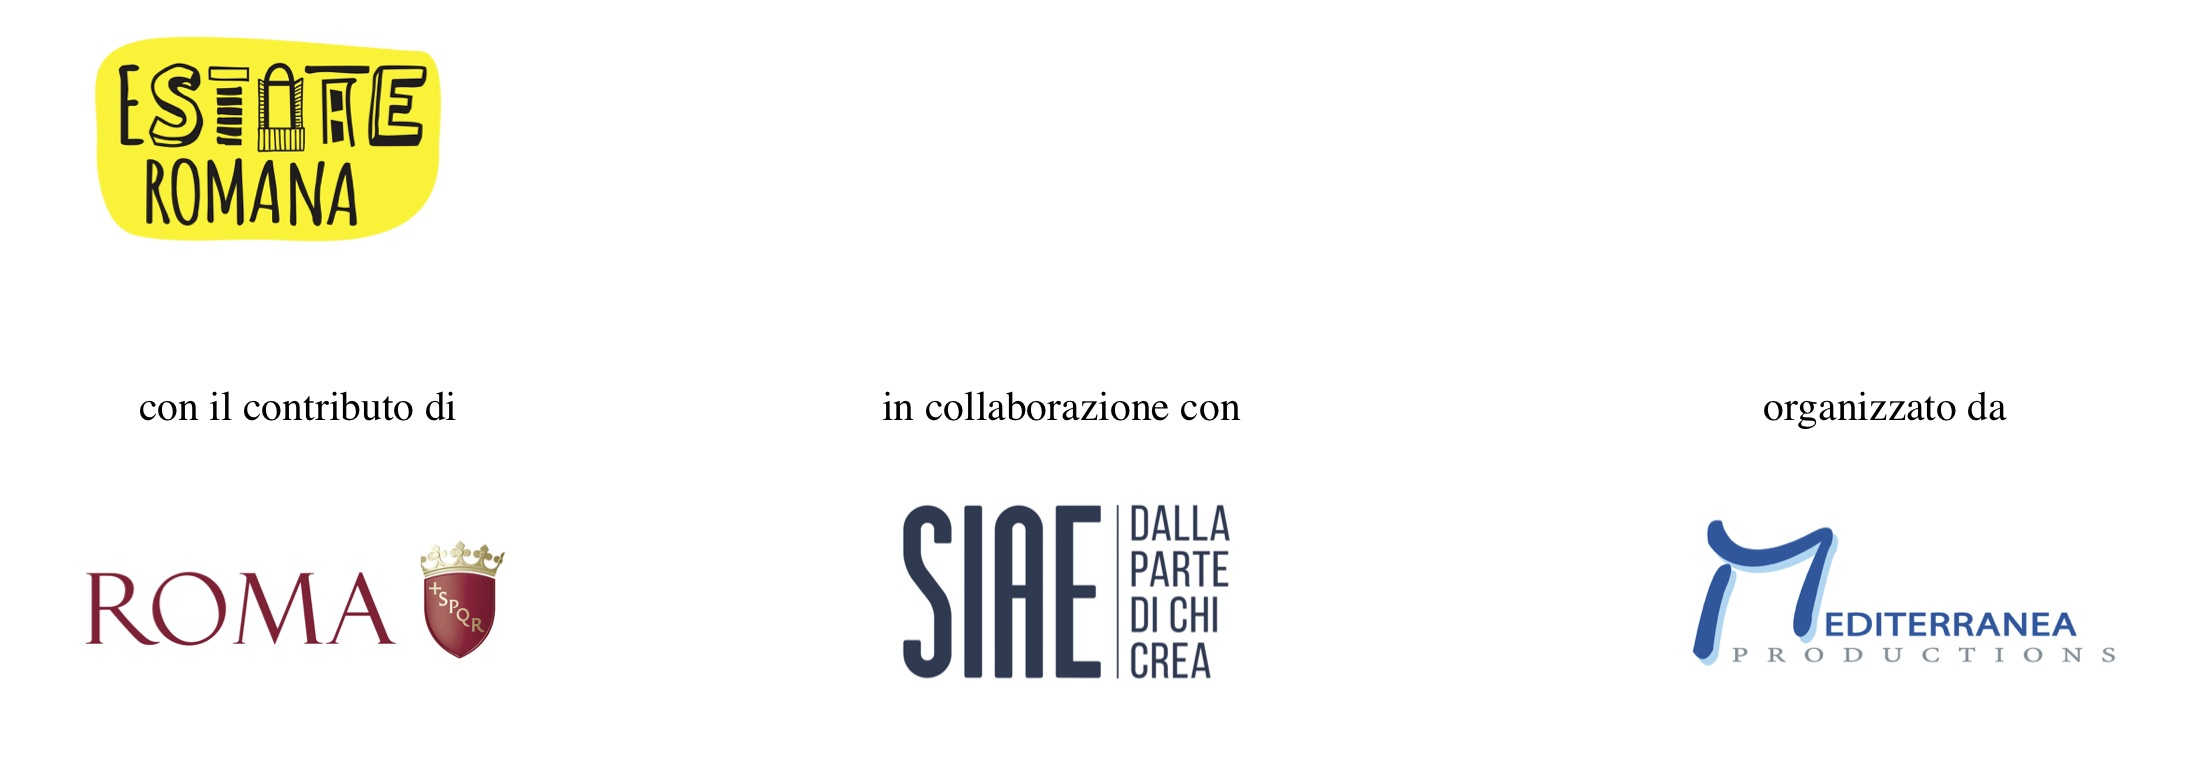 ESTATE
ROMANA
con il contributo di
in collaborazione con
organizzato da
ROMA
+SPQR
SIAE
DALLA
PARTE
DI CHI
CREA
MEDITERRANEA
PRODUCTIONS